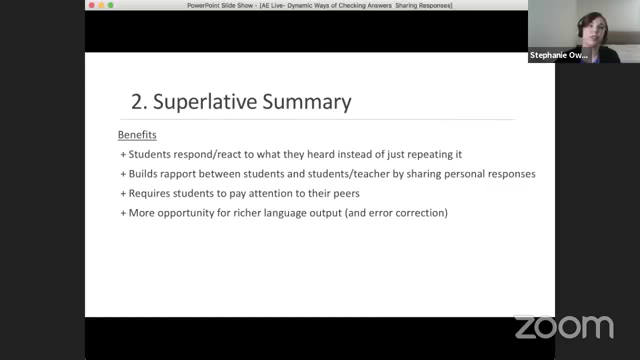 PowerPoint Slide Show - [AE Live- Dynamic Ways of Checking Answers Sharing Responses]
Stephanie Ow...
2. Superlative Summary
Benefits
+ Students respond/react to what they heard instead of just repeating it
+ Builds rapport between students and students/teacher by sharing personal responses
+ Requires students to pay attention to their peers
+ More opportunity for richer language output (and error correction)
zoom